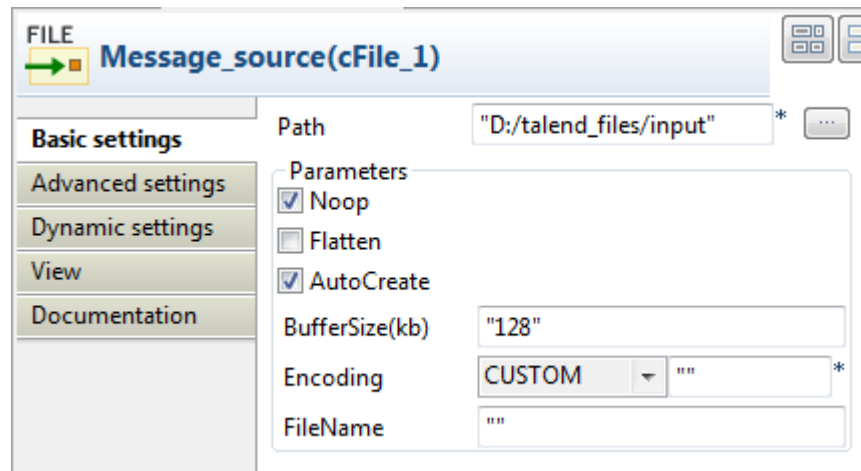 FILE
Message_source(cFile_1)
Basic settings
Advanced settings
Dynamic settings
View
Documentation
Path "D:/talend_files/input" * ...
Parameters
Noop
Flatten
AutoCreate
BufferSize(kb) "128"
Encoding CUSTOM "" *
FileName ""